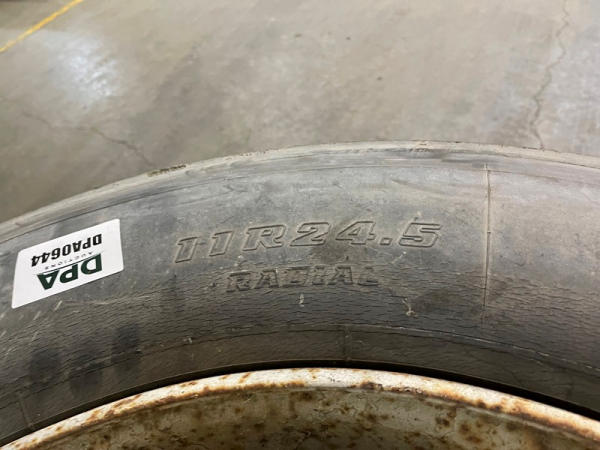 11R24.5
RADIAL
DPA
AUCTIONS
DPA0644